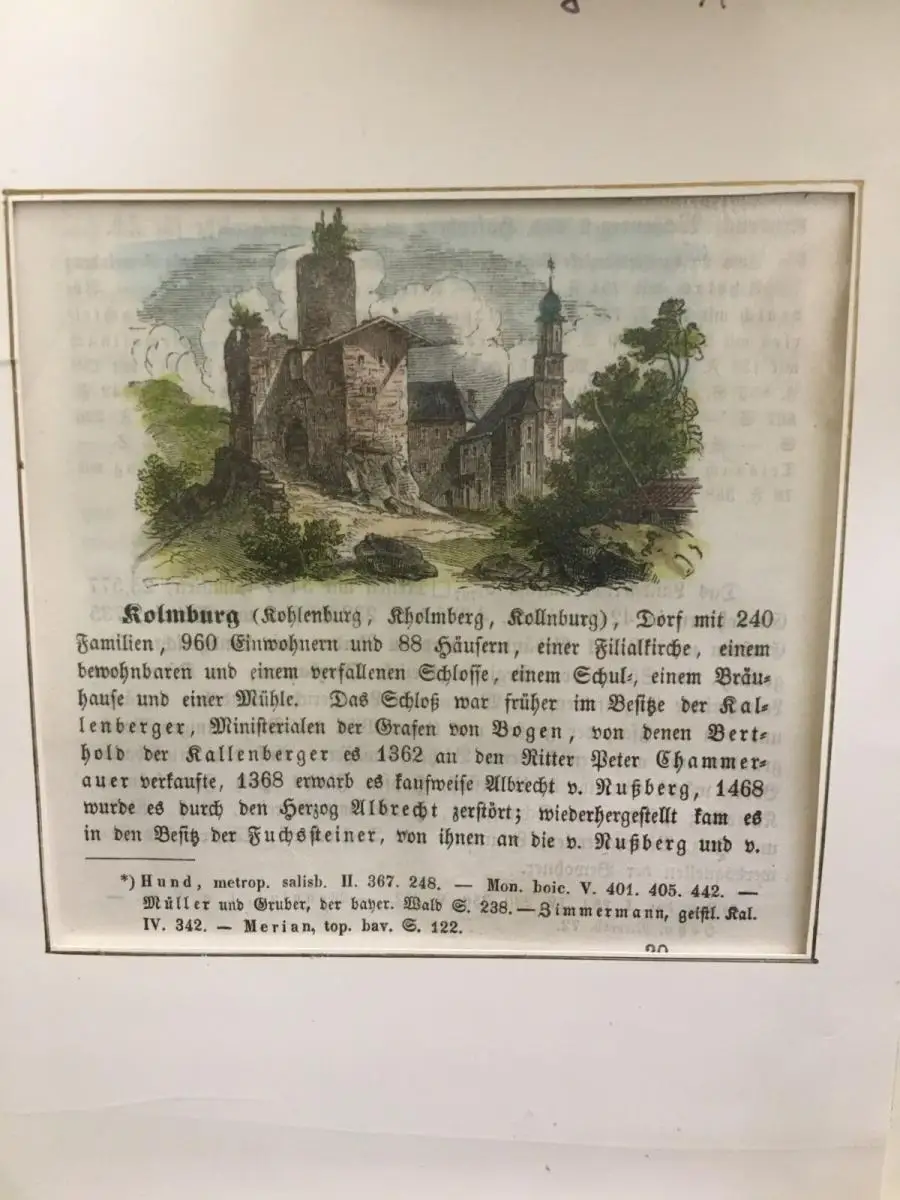 Kolmburg (Kohlenburg, Kholmberg, Kollnburg), Dorf mit 240
Familien, 960 Einwohnern und 88 Häusern, einer Filialkirche, einem
bewohnbaren und einem verfallenen Schlosse, einem Schul-, einem Bräu-
hause und einer Mühle. Das Schloß war früher im Besitze der Kal-
lenberger, Ministerialen der Grafen von Bogen, von denen Bert-
hold der Kallenberger es 1362 an den Ritter Peter Chammer-
auer verkaufte, 1368 erwarb es kaufweise Albrecht v. Nußberg, 1468
wurde es durch den Herzog Albrecht zerstört; wiederhergestellt kam es
in den Besitz der Fuchssteiner, von ihnen an die v. Nußberg und v.
*) Hund, metrop. salisb. II. 367. 248. — Mon. boic. V. 401. 405. 442. —
Müller und Gruber, der bayer. Wald S. 238. — Zimmermann, geistl. Kal.
IV. 342. — Merian, top. bav. S. 122.